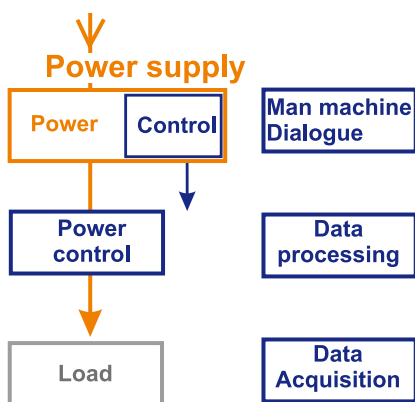 Power supply
Power
Control
Man machine
Dialogue
Power
control
Data
processing
Load
Data
Acquisition